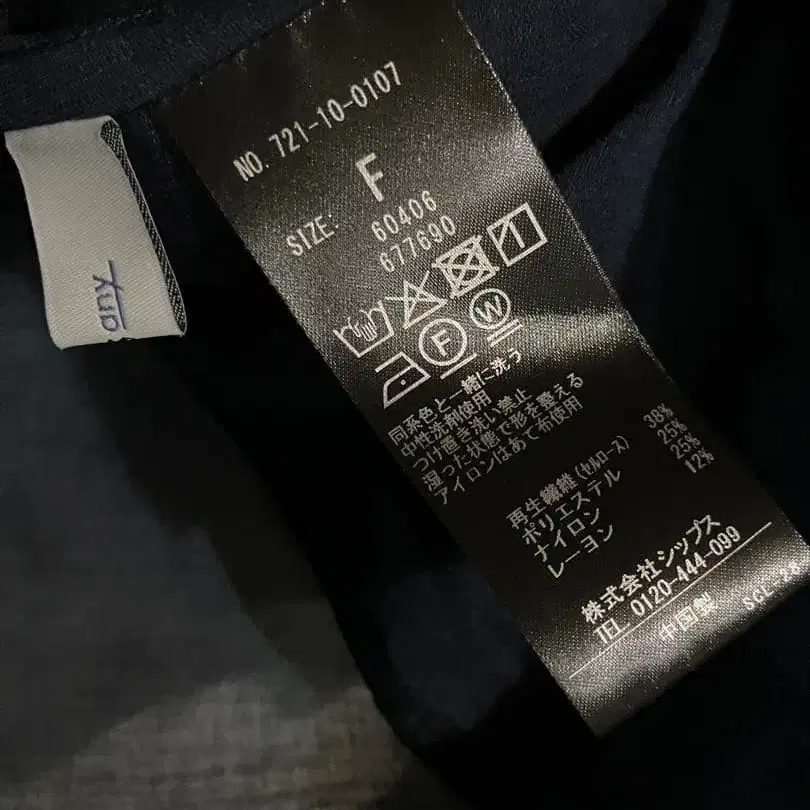 any
NO. 721-10-0107
SIZE: F
60406
677690
F W
同系色と一緒に洗う
中性洗剤使用
つけ置き洗い禁止
湿った状態で形を整える
アイロンはあて布使用
再生繊維(セルロース) 38%
ポリエステル 25%
ナイロン 25%
レーヨン 12%
株式会社シップス
TEL 0120-444-099
中国製 SGL-28